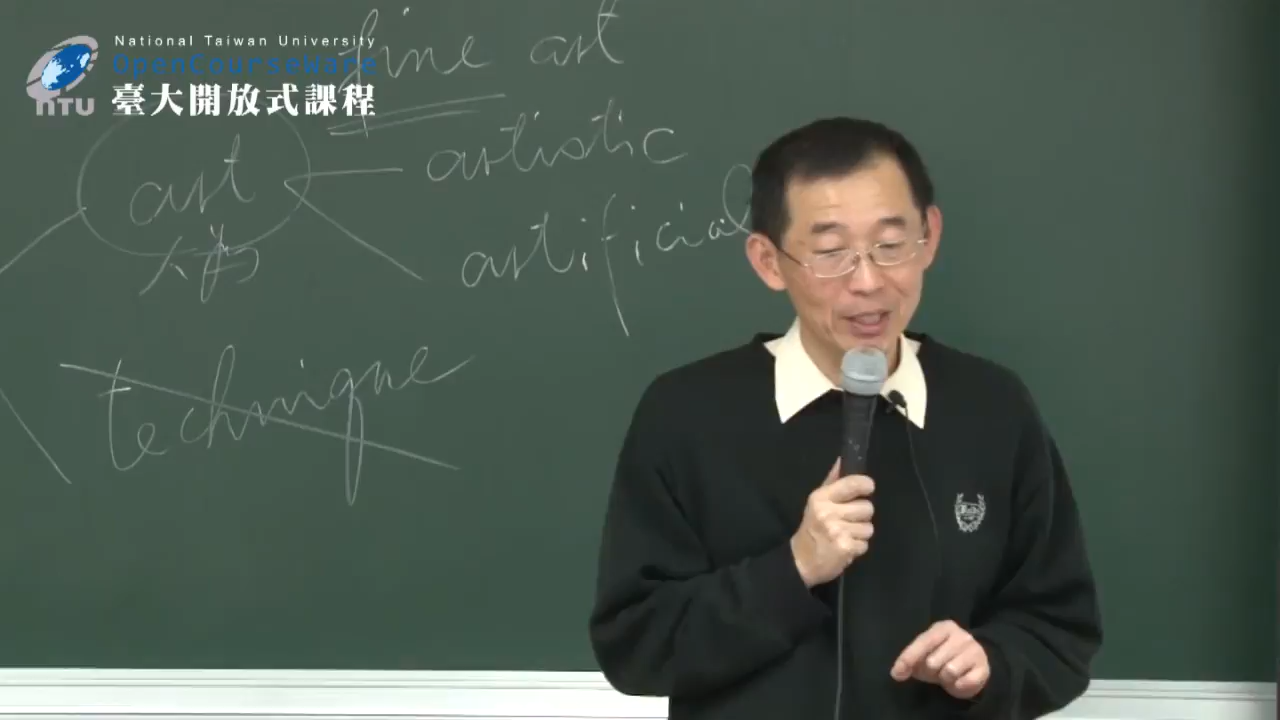 National Taiwan University
OpenCourseWare
NTU 臺大開放式課程
fine art
art
artistic
人為
artificial
technique